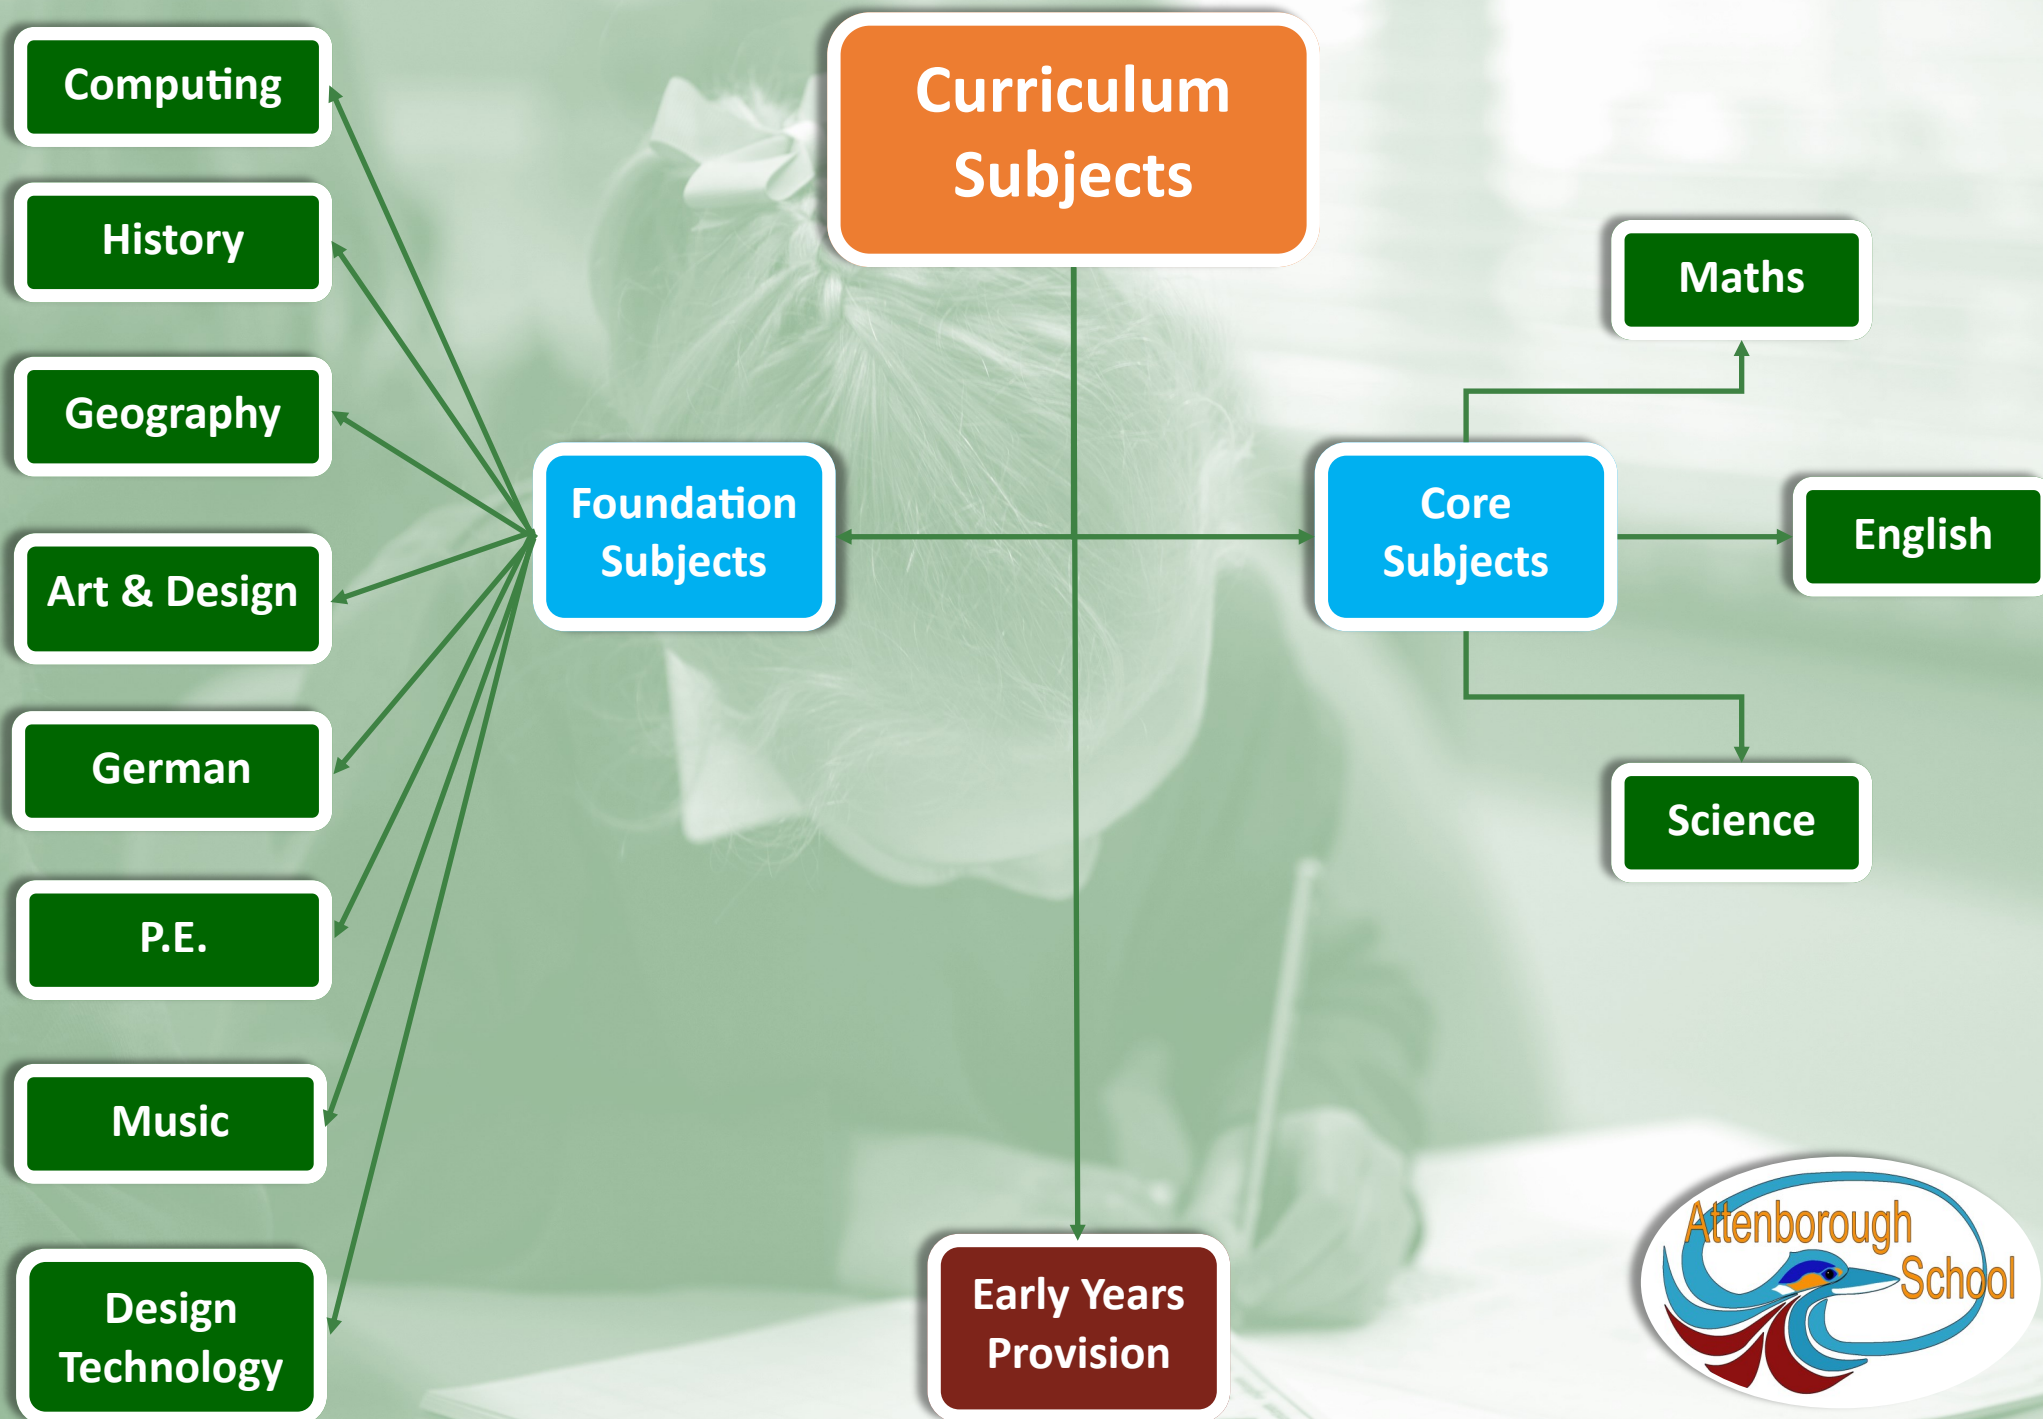 Curriculum
Subjects
Computing
History
Geography
Art & Design
German
P.E.
Music
Design
Technology
Foundation
Subjects
Core
Subjects
Maths
English
Science
Early Years
Provision
Attenborough
School